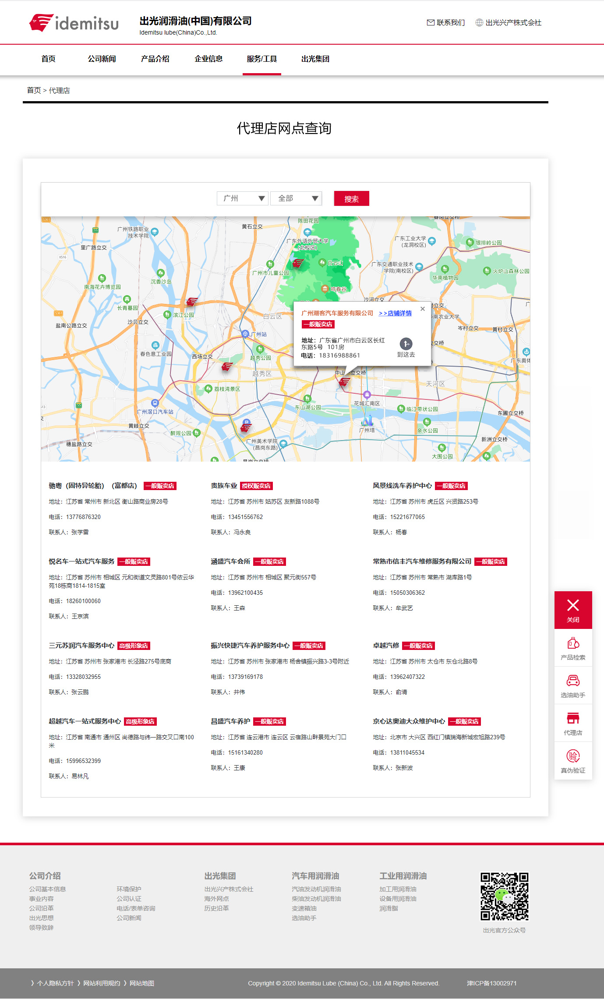 idemitsu
出光润滑油(中国)有限公司
Idemitsu lube(China)Co.,Ltd.
联系我们
出光兴产株式会社
首页
公司新闻
产品介绍
企业信息
服务/工具
出光集团
首页 > 代理店
代理店网点查询
广州
全部
搜索
S361
春岗立交桥
陈田花园
黄石立交
S5
广州铁路职业
技术学院
广东外语外贸大学
(北校区)
广东工业大学
(龙洞校区)
银排岭公园
里广路立交
X516
白云山
广州市儿童公园
广东交通职业技术
学院(南校区)
华南植物园
火炉山森林公园
沉香沙岛
南海花卉博览园
鸣春谷
长青墓园
沙河立交
S361
滨江公园
白云区
沙贝立交
盐南公路立交
岑村立交
黄村立交
广州潮客汽车服务有限公司
>>店铺详情
一般贩卖店
地址：广东省广州市白云区长红
东路5号 101房
电话：18316988861
到这去
广州站
春色意工业园
西场立交
越秀公园
越秀区
天河区
荔枝湾景区
花城汇南区
东山湖公园
临江带状公园
S5
广州滘口汽车站
东圃立交桥
黄岐立交
广州塔
亲水公园
醉观公园
新洲立交桥
穗盐路立交
广州美术学院
(昌岗东路)
大围公园
昌岗立交桥
驰粤（固特异轮胎）（富都店） 一般贩卖店
地址：江苏省 常州市 新北区 衡山路商业房28号
电话：13776876320
联系人：张学雷
贵族车业 授权贩卖店
地址：江苏省 苏州市 姑苏区 友新路1088号
电话：13451556762
联系人：冯永良
风景线洗车养护中心 一般贩卖店
地址：江苏省 苏州市 虎丘区 兴贤路253号
电话：15221677065
联系人：杨春
悦名车一站式汽车服务 一般贩卖店
地址：江苏省 苏州市 相城区 元和街道文灵路801号依云华
苑18栋商1814-1815室
电话：18260100060
联系人：王京滨
涵盛汽车会所 一般贩卖店
地址：江苏省 苏州市 相城区 聚元街557号
电话：13962100435
联系人：王森
常熟市信丰汽车维修服务有限公司 一般贩卖店
地址：江苏省 苏州市 常熟市 湖库路1号
电话：15050306362
联系人：牟武艺
三元苏润汽车服务中心 高级形象店
地址：江苏省 苏州市 张家港市 长泾路275号底商
电话：13328032955
联系人：张云鹏
振兴快捷汽车养护服务中心 一般贩卖店
地址：江苏省 苏州市 张家港市 杨舍镇振兴路3-3号附近
电话：13739169178
联系人：井伟
卓越汽修 一般贩卖店
地址：江苏省 苏州市 太仓市 东仓北路8号
电话：13962407322
联系人：俞清
超越汽车一站式服务中心 高级形象店
地址：江苏省 南通市 通州区 尚德路与纬一路交叉口南100
米
电话：15996532399
联系人：易林凡
昌盛汽车养护 一般贩卖店
地址：江苏省 连云港市 连云区 云宿路山畔景苑大门口
电话：15161340280
联系人：王康
京心达奥迪大众维护中心 一般贩卖店
地址：北京市 大兴区 西红门镇瑞海新城宏旭路239号
电话：13811045534
联系人：张新波
关闭
产品检索
选油助手
代理店
验
真伪验证
公司介绍
公司基本信息
事业内容
公司沿革
出光思想
领导致辞
环境保护
公司认证
电话/表单咨询
公司新闻
出光集团
出光兴产株式会社
海外网点
历史沿革
汽车用润滑油
汽油发动机润滑油
柴油发动机润滑油
变速箱油
选油助手
工业用润滑油
加工用润滑油
设备用润滑油
润滑脂
出光官方公众号
》个人隐私方针 》网站利用规约 》网站地图
Copyright © 2020 Idemitsu Lube (China) Co., Ltd. All Rights Reserved.
津ICP备13002971